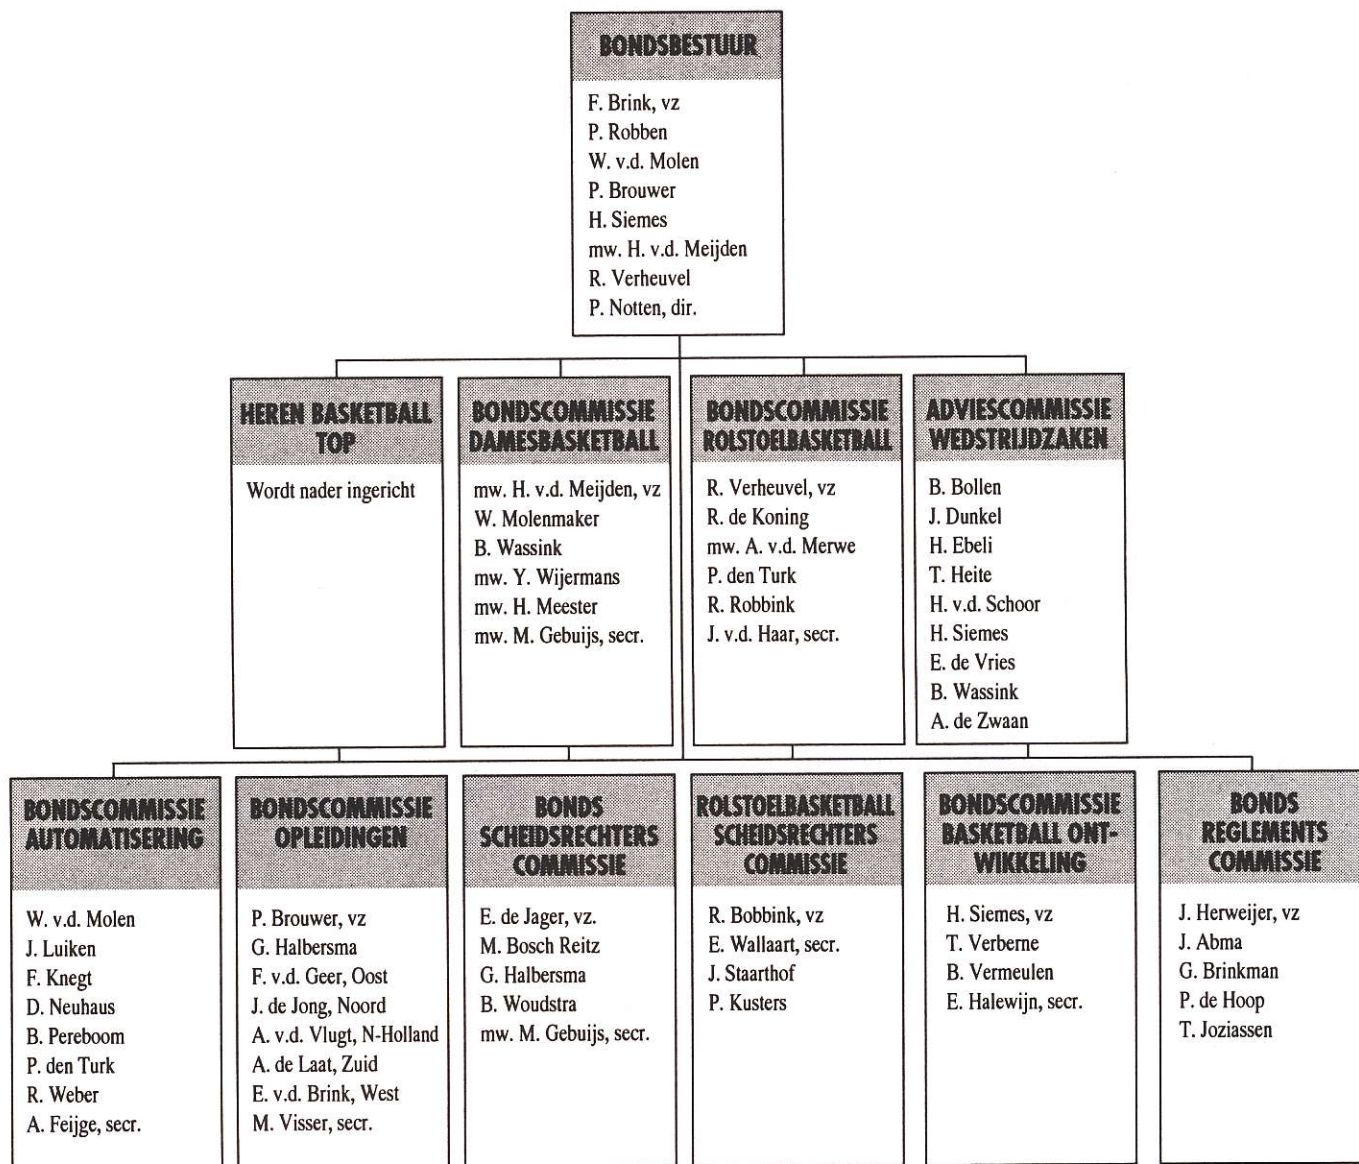 BONDSBESTUUR
F. Brink, vz
P. Robben
W. v.d. Molen
P. Brouwer
H. Siemes
mw. H. v.d. Meijden
R. Verheuvel
P. Notten, dir.
HEREN BASKETBALL
TOP
Wordt nader ingericht
BONDSCOMMISSIE
DAMESBASKETBALL
mw. H. v.d. Meijden, vz
W. Molenmaker
B. Wassink
mw. Y. Wijermans
mw. H. Meester
mw. M. Gebuijs, secr.
BONDSCOMMISSIE
ROLSTOELBASKETBALL
R. Verheuvel, vz
R. de Koning
mw. A. v.d. Merwe
P. den Turk
R. Robbink
J. v.d. Haar, secr.
ADVIESCOMMISSIE
WEDSTRIJDZAKEN
B. Bollen
J. Dunkel
H. Ebeli
T. Heite
H. v.d. Schoor
H. Siemes
E. de Vries
B. Wassink
A. de Zwaan
BONDSCOMMISSIE
AUTOMATISERING
W. v.d. Molen
J. Luiken
F. Knegt
D. Neuhaus
B. Pereboom
P. den Turk
R. Weber
A. Feijge, secr.
BONDSCOMMISSIE
OPLEIDINGEN
P. Brouwer, vz
G. Halbersma
F. v.d. Geer, Oost
J. de Jong, Noord
A. v.d. Vlugt, N-Holland
A. de Laat, Zuid
E. v.d. Brink, West
M. Visser, secr.
BONDS
SCHEIDSRECHTERS
COMMISSIE
E. de Jager, vz.
M. Bosch Reitz
G. Halbersma
B. Woudstra
mw. M. Gebuijs, secr.
ROLSTOELBASKETBALL
SCHEIDSRECHTERS
COMMISSIE
R. Bobbink, vz
E. Wallaart, secr.
J. Staarthof
P. Kusters
BONDSCOMMISSIE
BASKETBALL ONT-
WIKKELING
H. Siemes, vz
T. Verberne
B. Vermeulen
E. Halewijn, secr.
BONDS
REGLEMENTS
COMMISSIE
J. Herweijer, vz
J. Abma
G. Brinkman
P. de Hoop
T. Joziassen